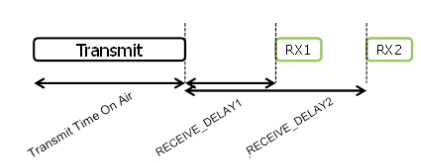 Transmit
RX1
RX2
Transmit Time On Air
RECEIVE_DELAY1
RECEIVE_DELAY2